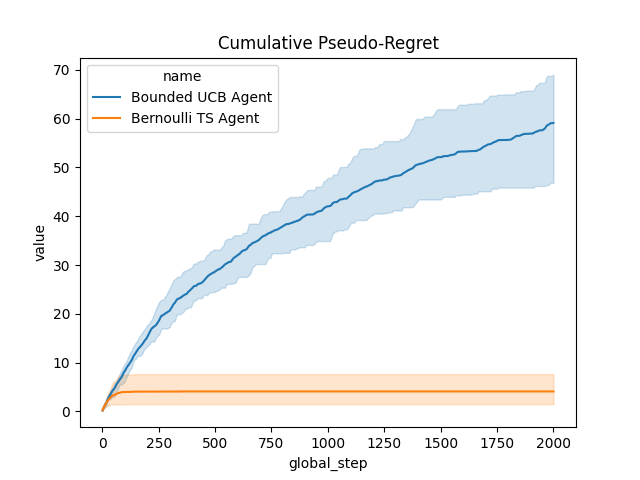 Cumulative Pseudo-Regret
name
Bounded UCB Agent
Bernoulli TS Agent
value
70
60
50
40
30
20
10
0
0 250 500 750 1000 1250 1500 1750 2000
global_step